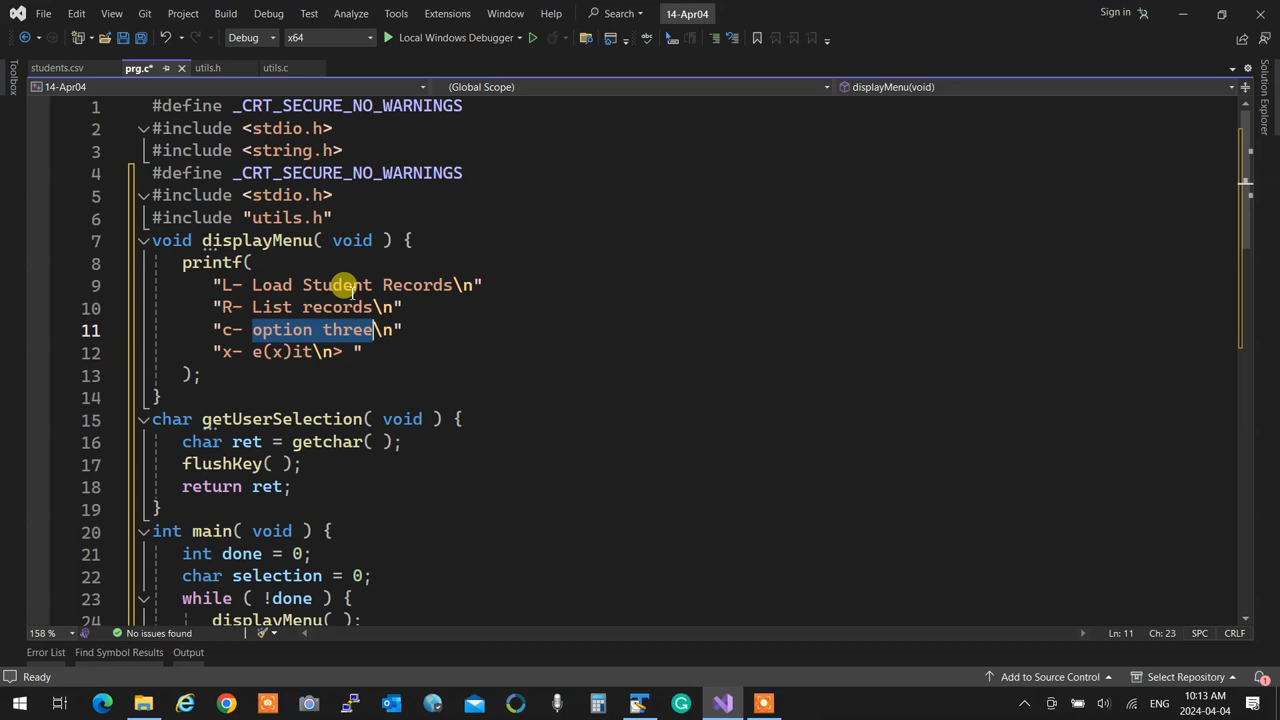 File Edit View Git Project Build Debug Test Analyze Tools Extensions Window Help Search 14-Apr04 Sign in
Debug x64 Local Windows Debugger
students.csv prg.c* utils.h utils.c
14-Apr04 (Global Scope) displayMenu(void)
Toolbox
Solution Explorer
1 #define _CRT_SECURE_NO_WARNINGS
2 #include <stdio.h>
3 #include <string.h>
4 #define _CRT_SECURE_NO_WARNINGS
5 #include <stdio.h>
6 #include "utils.h"
7 void displayMenu( void ) {
8 printf(
9 "L- Load Student Records\n"
10 "R- List records\n"
11 "c- option three\n"
12 "x- e(x)it\n> "
13 );
14 }
15 char getUserSelection( void ) {
16 char ret = getchar( );
17 flushKey( );
18 return ret;
19 }
20 int main( void ) {
21 int done = 0;
22 char selection = 0;
23 while ( !done ) {
24 displayMenu( );
158 % No issues found Ln: 11 Ch: 23 SPC CRLF
Error List Find Symbol Results Output
Ready Add to Source Control Select Repository 1
ENG 10:13 AM
2024-04-04